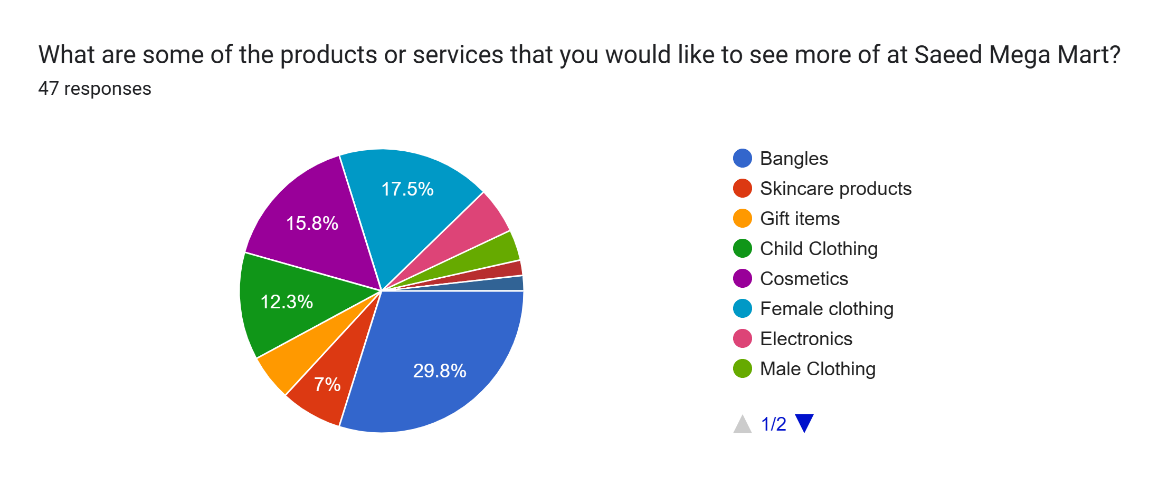 What are some of the products or services that you would like to see more of at Saeed Mega Mart?
47 responses
17.5%
15.8%
12.3%
7%
29.8%
Bangles
Skincare products
Gift items
Child Clothing
Cosmetics
Female clothing
Electronics
Male Clothing
1/2